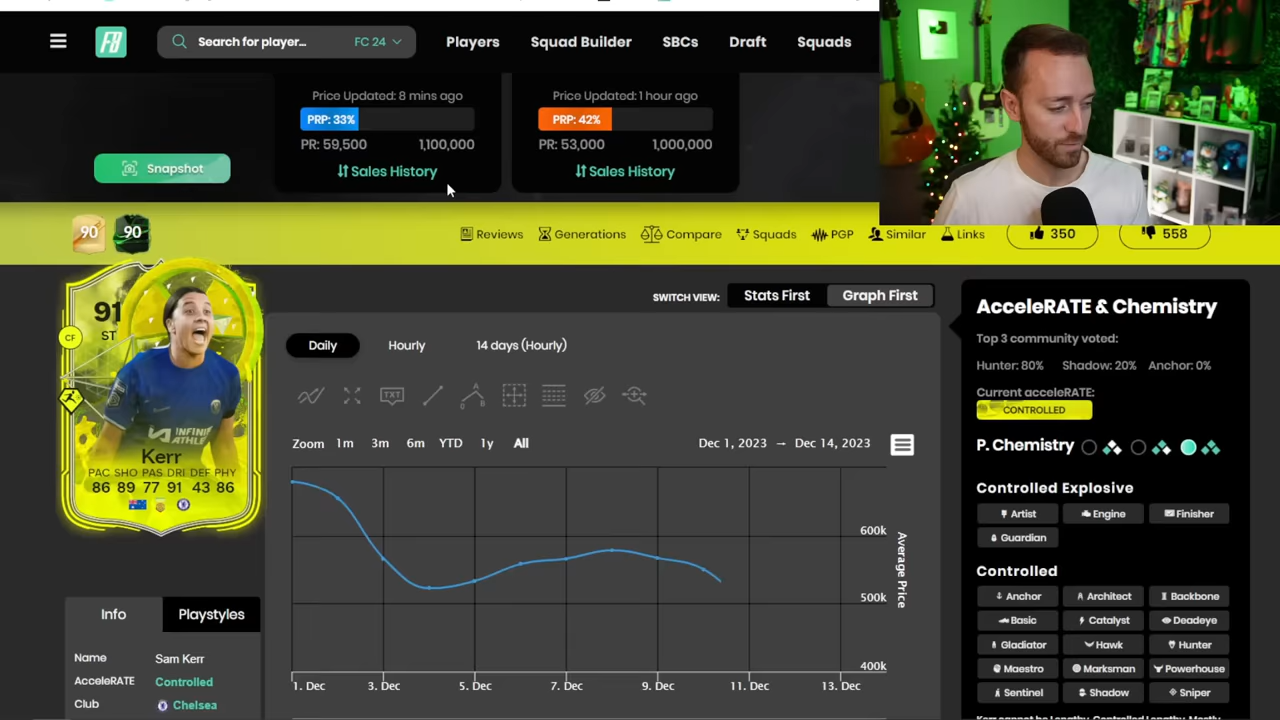 FB
Search for player...
FC 24
Players
Squad Builder
SBCs
Draft
Squads
Price Updated: 8 mins ago
PRP: 33%
PR: 59,500
1,100,000
Sales History
Price Updated: 1 hour ago
PRP: 42%
PR: 53,000
1,000,000
Sales History
Snapshot
90
90
Reviews
Generations
Compare
Squads
PGP
Similar
Links
350
558
91
ST
CF
INFINIT
ATHLE
Kerr
PAC SHO PAS DRI DEF PHY
86 89 77 91 43 86
SWITCH VIEW:
Stats First
Graph First
Daily
Hourly
14 days (Hourly)
TXT
A
B
Zoom
1m
3m
6m
YTD
1y
All
Dec 1, 2023 → Dec 14, 2023
600k
500k
400k
Average Price
1. Dec
3. Dec
5. Dec
7. Dec
9. Dec
11. Dec
13. Dec
Info
Playstyles
Name
Sam Kerr
AcceleRATE
Controlled
Club
Chelsea
AcceleRATE & Chemistry
Top 3 community voted:
Hunter: 80%
Shadow: 20%
Anchor: 0%
Current acceleRATE:
CONTROLLED
P. Chemistry
Controlled Explosive
Artist
Engine
Finisher
Guardian
Controlled
Anchor
Architect
Backbone
Basic
Catalyst
Deadeye
Gladiator
Hawk
Hunter
Maestro
Marksman
Powerhouse
Sentinel
Shadow
Sniper